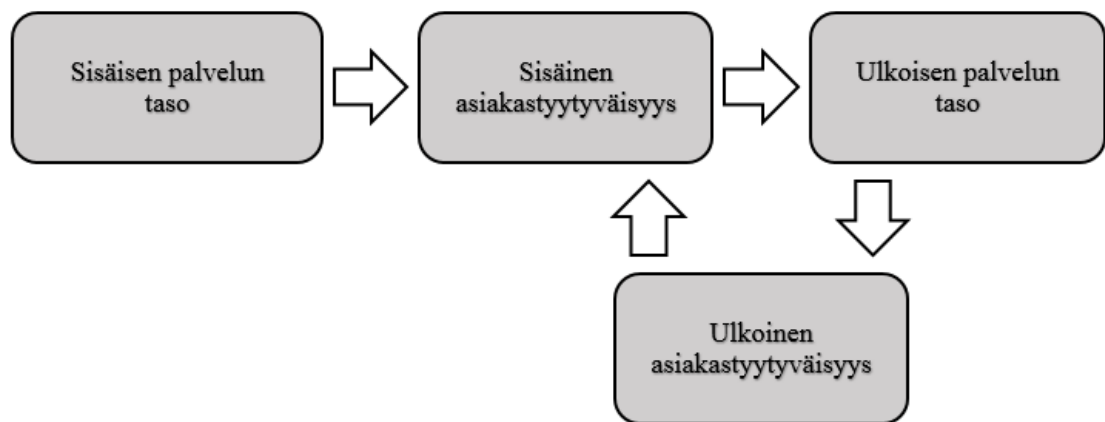 Sisäisen palvelun
taso
Sisäinen
asiakastyytyväisyys
Ulkoisen palvelun
taso
Ulkoinen
asiakastyytyväisyys